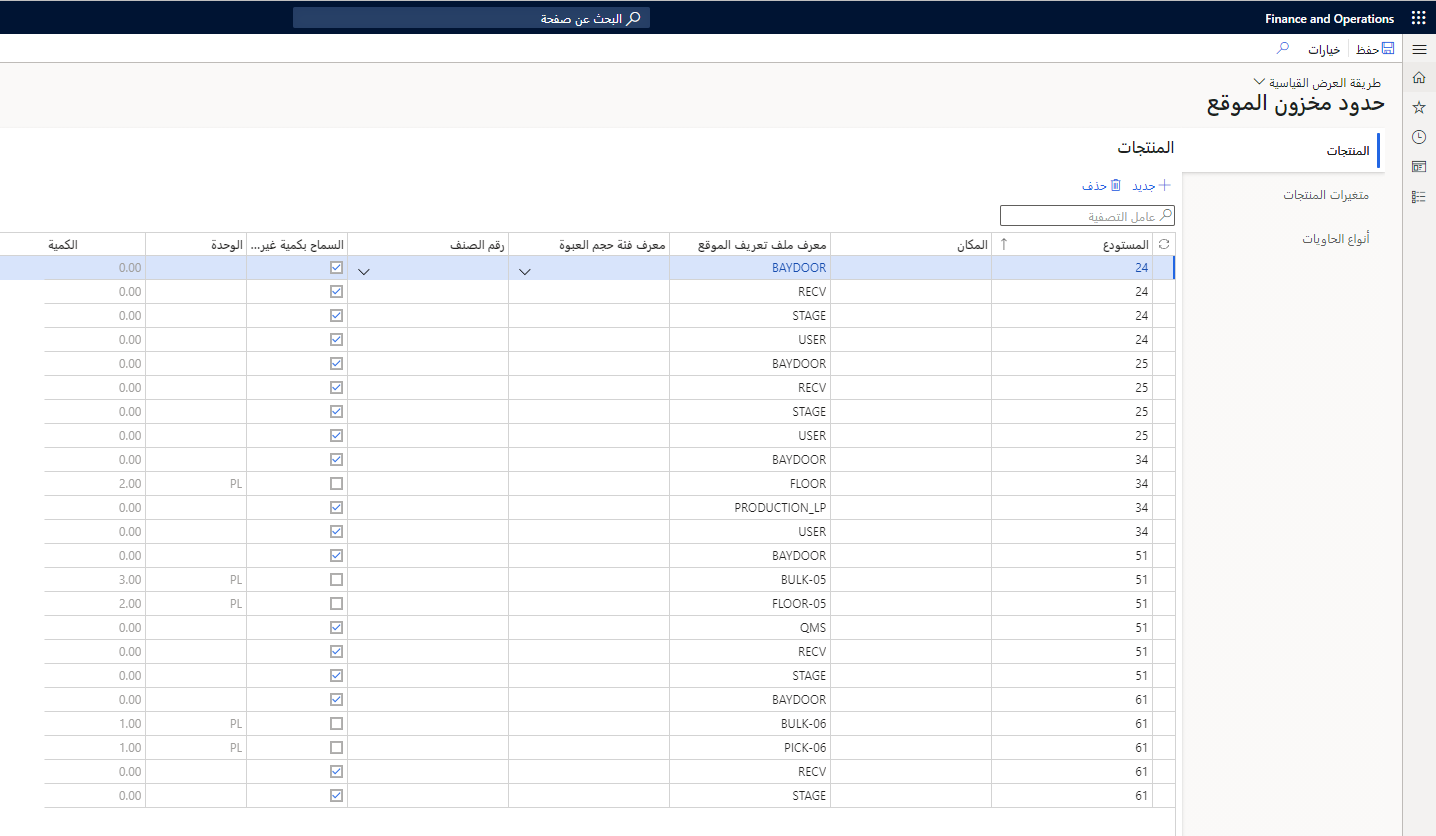 Finance and Operations
البحث عن صفحة
حفظ خيارات
طريقة العرض القياسية
حدود مخزون الموقع
المنتجات
متغيرات المنتجات
أنواع الحاويات
المنتجات
جديد حذف
عامل التصفية
المستودع المكان معرف ملف تعريف الموقع معرف فئة حجم العبوة رقم الصنف السماح بكمية غير... الوحدة الكمية
24 BAYDOOR 0.00
24 RECV 0.00
24 STAGE 0.00
24 USER 0.00
25 BAYDOOR 0.00
25 RECV 0.00
25 STAGE 0.00
25 USER 0.00
34 BAYDOOR 0.00
34 FLOOR PL 2.00
34 PRODUCTION_LP 0.00
34 USER 0.00
51 BAYDOOR 0.00
51 BULK-05 PL 3.00
51 FLOOR-05 PL 2.00
51 QMS 0.00
51 RECV 0.00
51 STAGE 0.00
61 BAYDOOR 0.00
61 BULK-06 PL 1.00
61 PICK-06 PL 1.00
61 RECV 0.00
61 STAGE 0.00